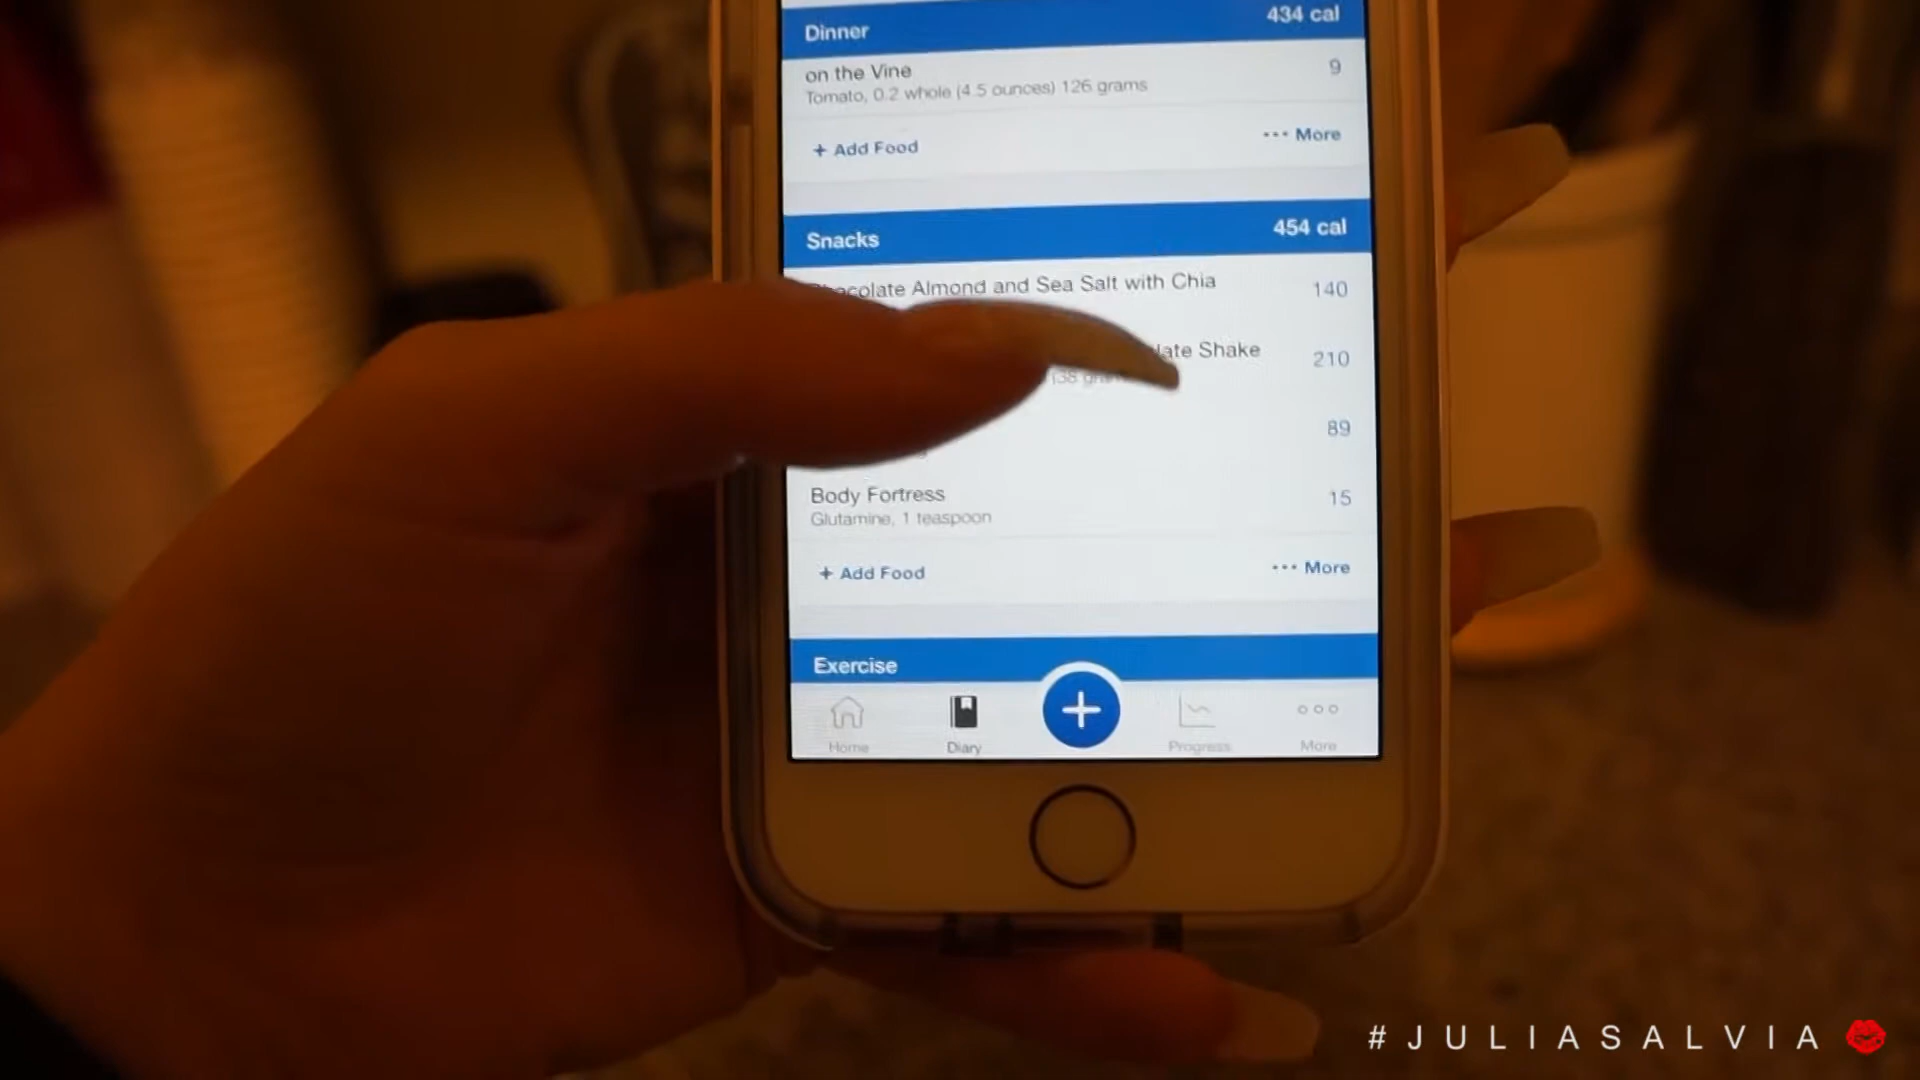 Dinner 434 cal
on the Vine 9
Tomato, 0.2 whole (4.5 ounces) 126 grams
+ Add Food ••• More
Snacks 454 cal
Almond and Sea Salt with Chia 140
Shake 210
(38
89
Body Fortress 15
Glutamine, 1 teaspoon
+ Add Food ••• More
Exercise
Home Diary Progress More
#JULIASALVIA